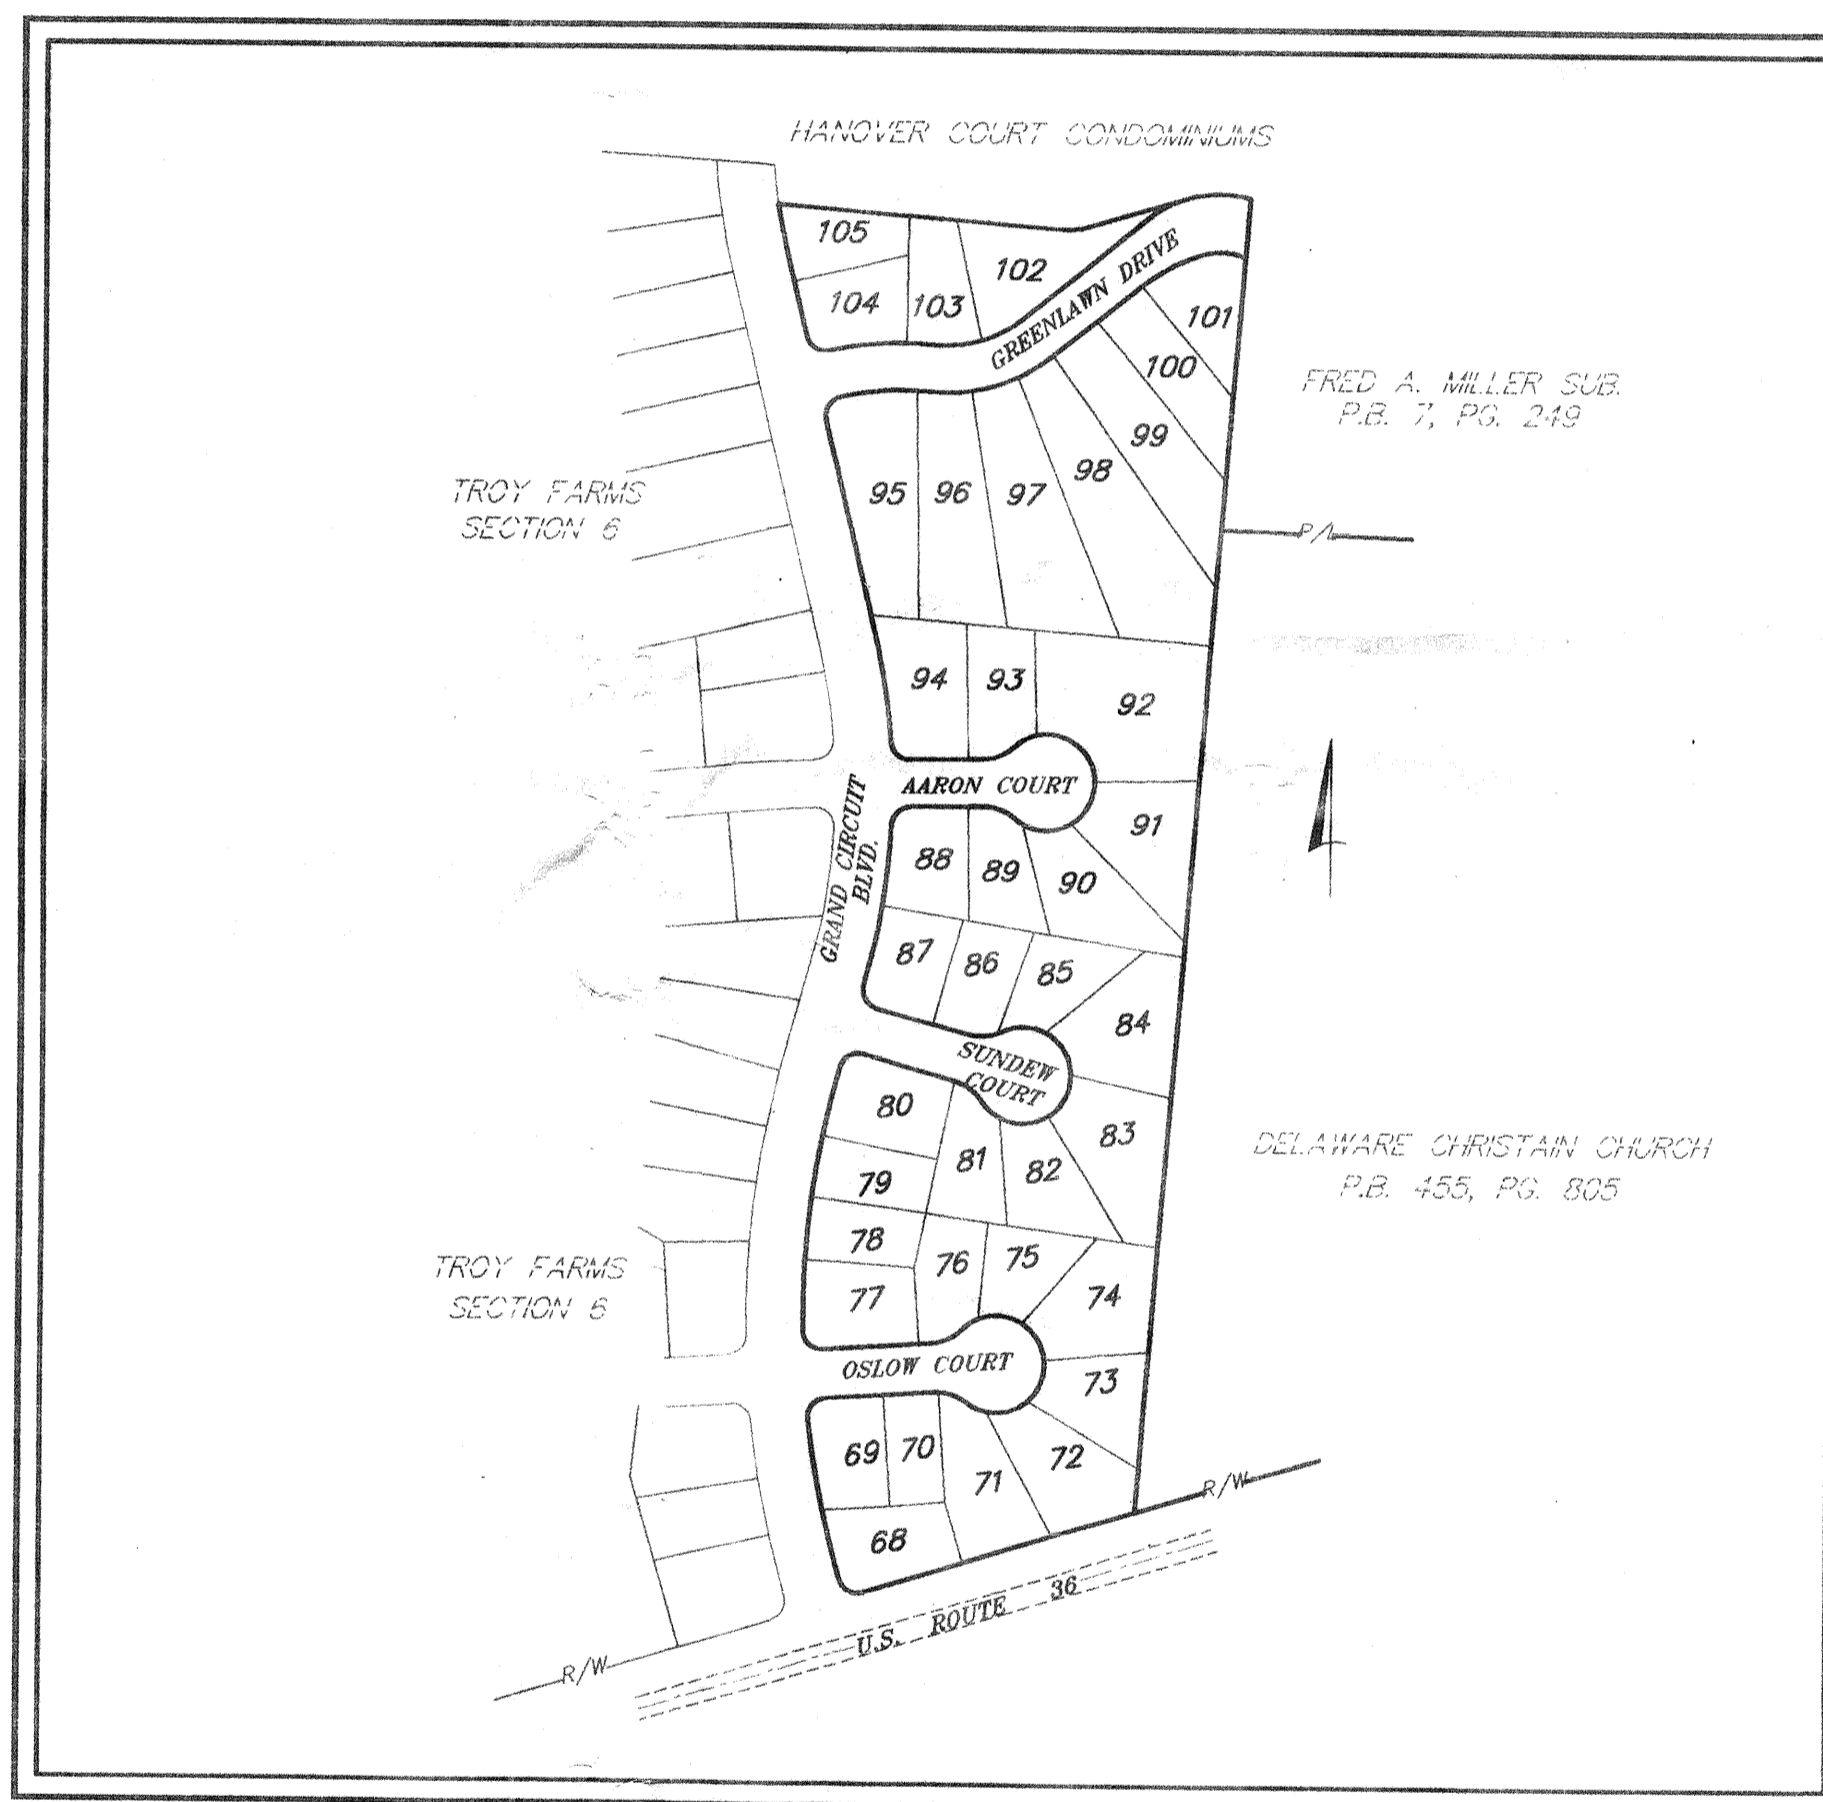 HANOVER COURT CONDOMINIUMS
105
102
104
103
GREENLAWN DRIVE
101
100
FRED A. MILLER SUB.
P.B. 7, PG. 249
99
98
TROY FARMS
SECTION 6
95
96
97
P/L
94
93
92
AARON COURT
GRAND CIRCUIT
BLVD.
91
88
89
90
87
86
85
84
SUNDEW
COURT
80
83
81
82
79
DELAWARE CHRISTAIN CHURCH
P.B. 455, PG. 805
78
76
75
74
77
TROY FARMS
SECTION 6
OSLOW COURT
73
69
70
71
72
R/W
68
U.S. ROUTE 36
R/W